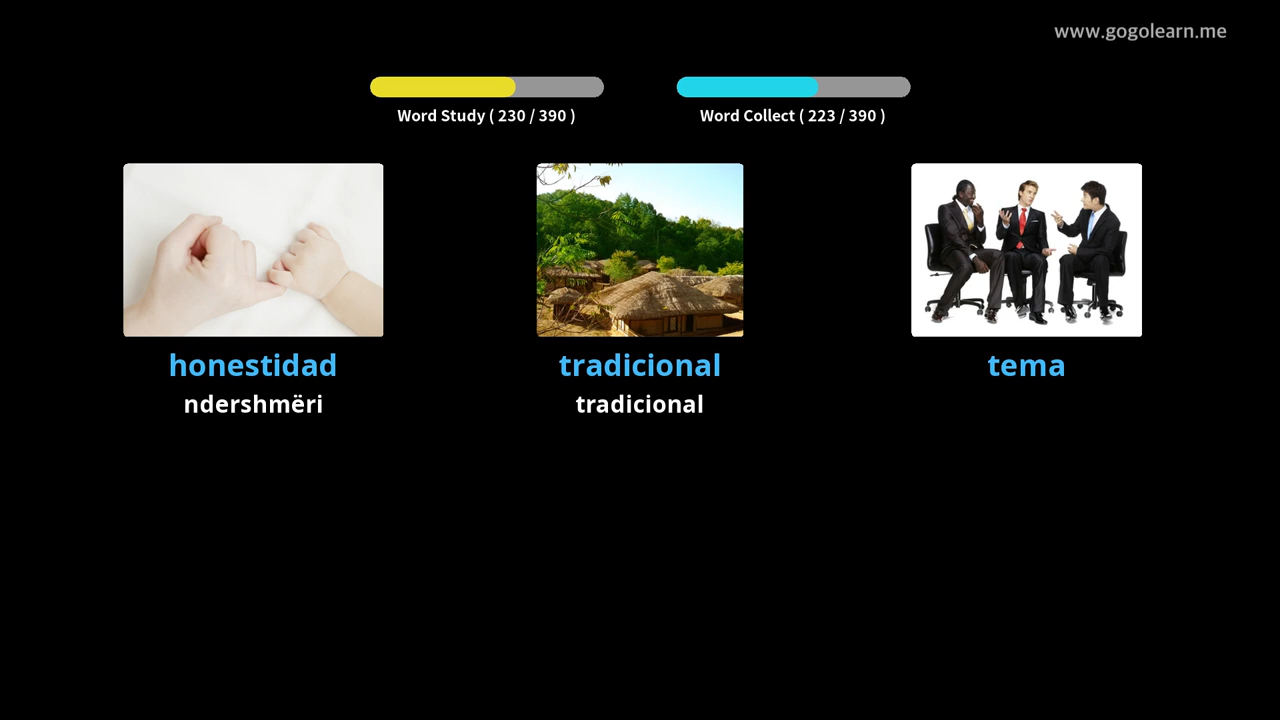 www.gogolearn.me
Word Study ( 230 / 390 )
Word Collect ( 223 / 390 )
honestidad
ndershmëri
tradicional
tradicional
tema